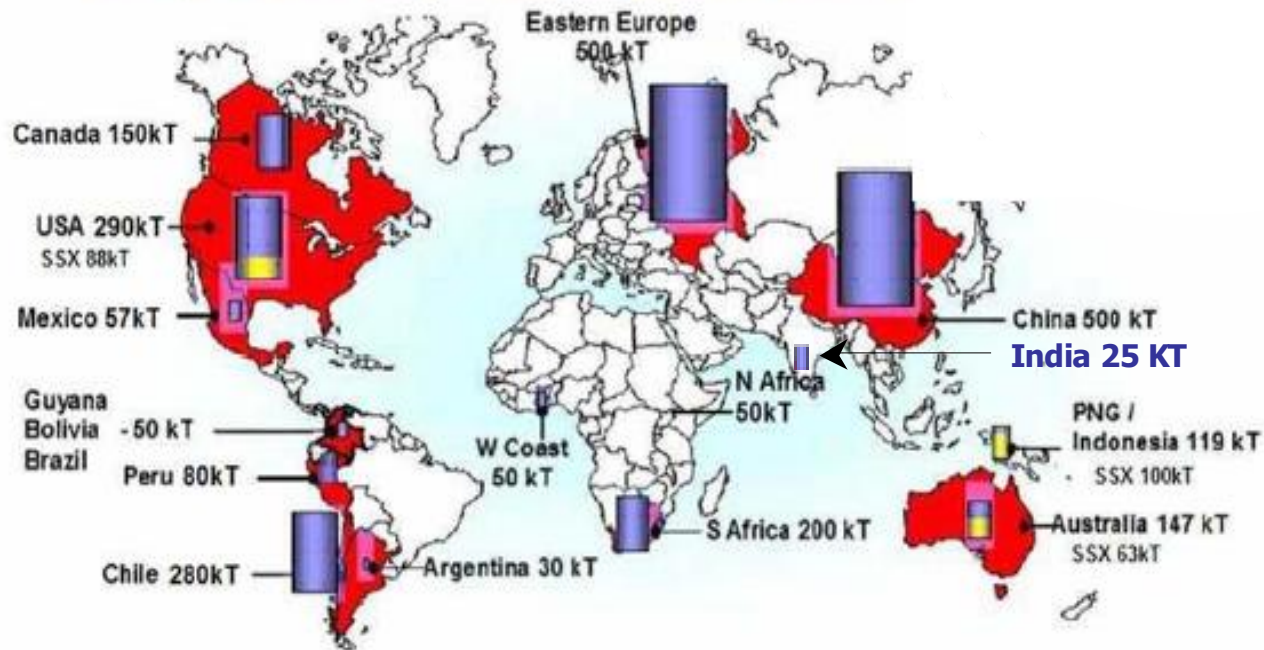 Eastern Europe
500 kT
Canada 150kT
USA 290kT
SSX 88kT
Mexico 57kT
China 500 kT
India 25 KT
Guyana
Bolivia - 50 kT
Brazil
N Africa
50kT
W Coast
50 kT
PNG /
Indonesia 119 kT
SSX 100kT
Peru 80kT
S Africa 200 kT
Australia 147 kT
SSX 63kT
Chile 280kT
Argentina 30 kT